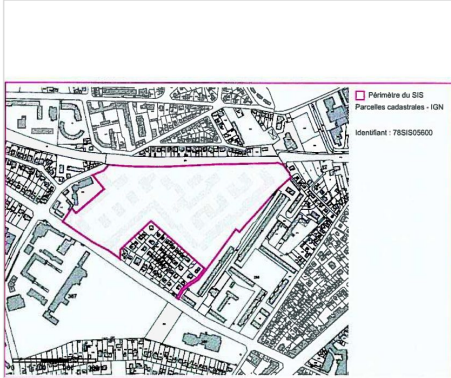 Périmètre du SIS
Parcelles cadastrales - IGN
Identifiant : 78SIS05600